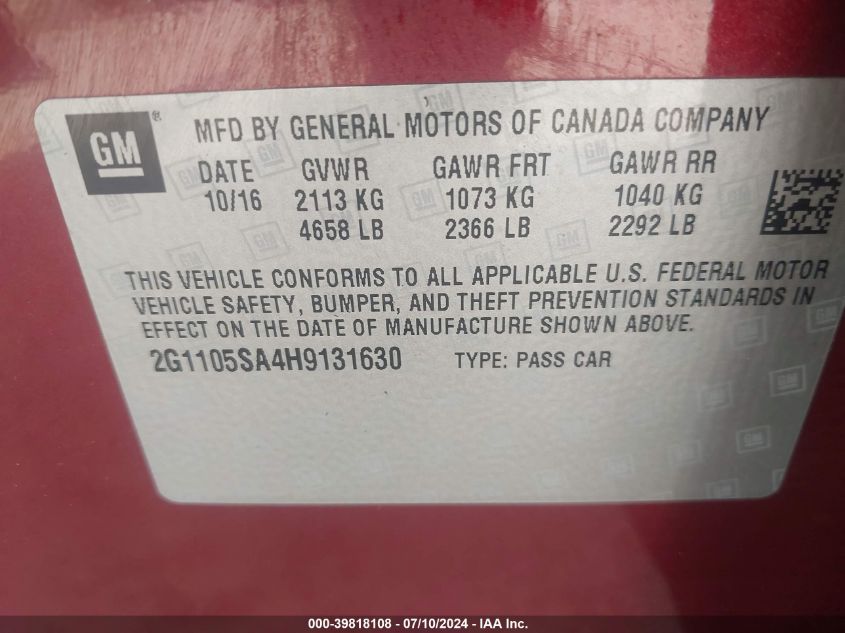 GM ® MFD BY GENERAL MOTORS OF CANADA COMPANY
DATE GVWR GAWR FRT GAWR RR
10/16 2113 KG 1073 KG 1040 KG
4658 LB 2366 LB 2292 LB
THIS VEHICLE CONFORMS TO ALL APPLICABLE U.S. FEDERAL MOTOR
VEHICLE SAFETY, BUMPER, AND THEFT PREVENTION STANDARDS IN
EFFECT ON THE DATE OF MANUFACTURE SHOWN ABOVE.
2G1105SA4H9131630 TYPE: PASS CAR
000-39818108 - 07/10/2024 - IAA Inc.